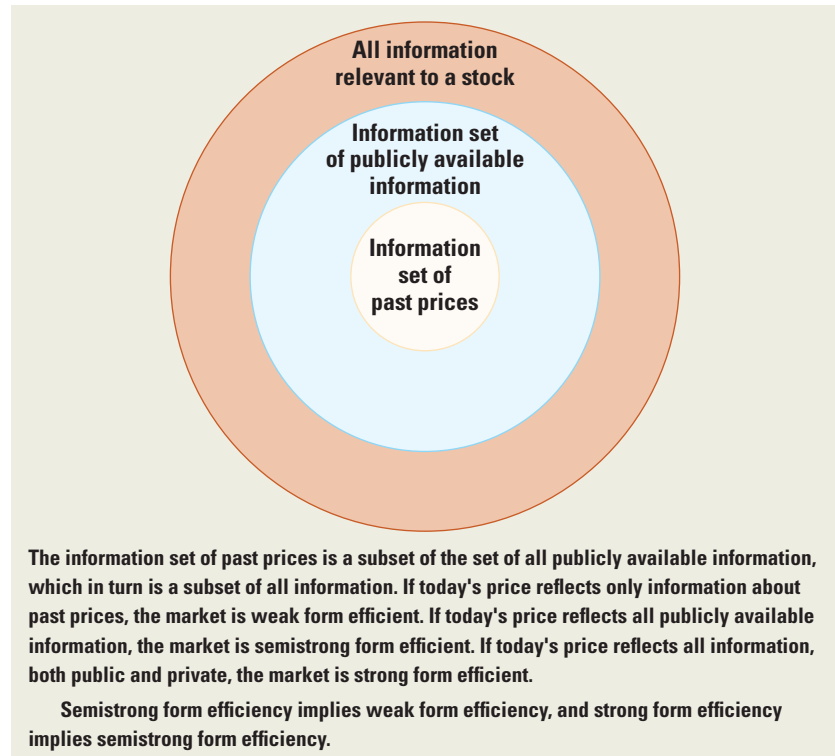 All information
relevant to a stock
Information set
of publicly available
information
Information
set of
past prices
The information set of past prices is a subset of the set of all publicly available information,
which in turn is a subset of all information. If today's price reflects only information about
past prices, the market is weak form efficient. If today's price reflects all publicly available
information, the market is semistrong form efficient. If today's price reflects all information,
both public and private, the market is strong form efficient.
Semistrong form efficiency implies weak form efficiency, and strong form efficiency
implies semistrong form efficiency.